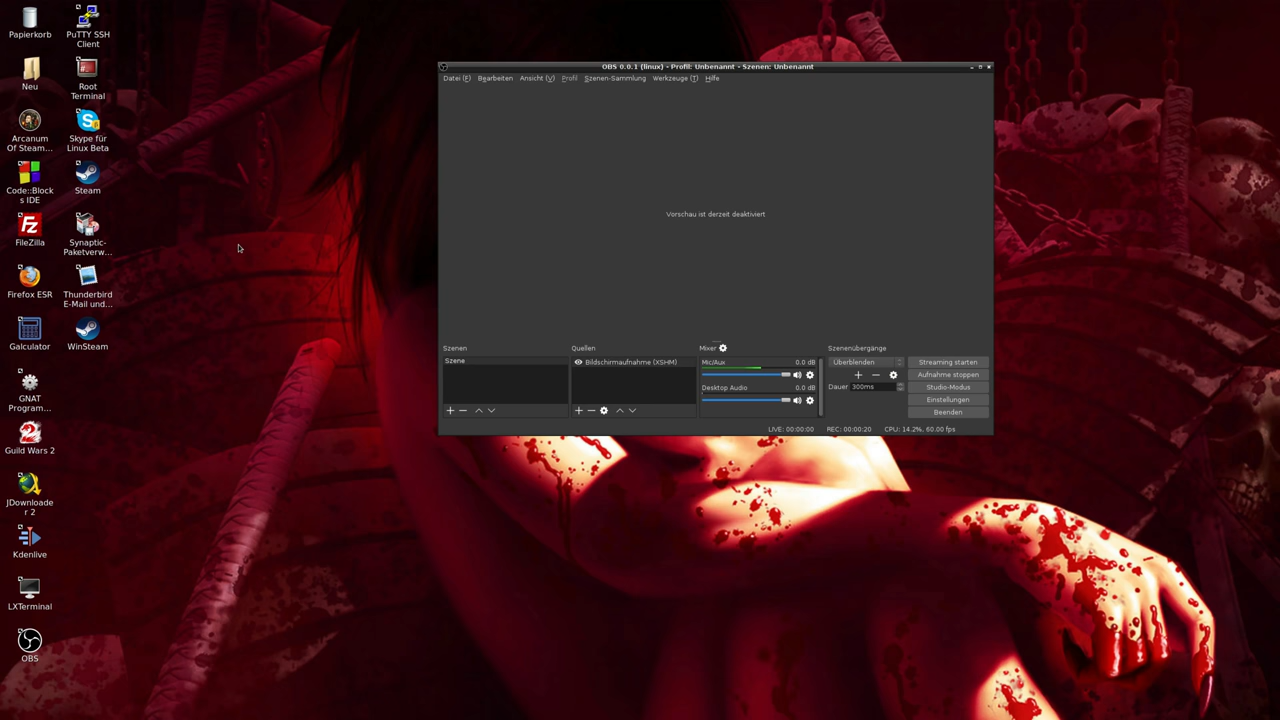 Papierkorb
PuTTY SSH
Client
Neu
Root
Terminal
Arcanum
Of Steam...
Skype für
Linux Beta
Code::Block
s IDE
Steam
FileZilla
Synaptic-
Paketverw...
Firefox ESR
Thunderbird
E-Mail und...
Galculator
WinSteam
GNAT
Program...
Guild Wars 2
JDownloade
r 2
Kdenlive
LXTerminal
OBS
OBS 0.0.1 (linux) - Profil: Unbenannt - Szenen: Unbenannt
Datei (F) Bearbeiten Ansicht (V) Profil Szenen-Sammlung Werkzeuge (T) Hilfe
Vorschau ist derzeit deaktiviert
Szenen
Szene
Quellen
Bildschirmaufnahme (XSHM)
Mixer
Mic/Aux 0.0 dB
Desktop Audio 0.0 dB
Szenenübergänge
Überblenden
Dauer 300ms
Streaming starten
Aufnahme stoppen
Studio-Modus
Einstellungen
Beenden
LIVE: 00:00:00 REC: 00:00:20 CPU: 14.2%, 60.00 fps